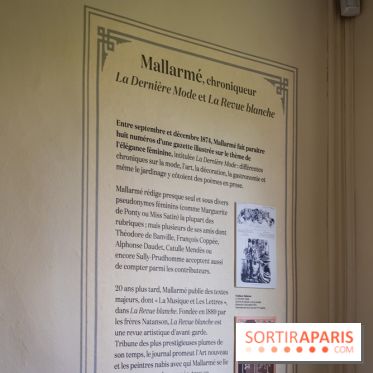 Mallarmé, chroniqueur
La Dernière Mode et La Revue blanche
Entre septembre et décembre 1874, Mallarmé fait paraître
huit numéros d'une gazette illustrée sur le thème de
l'élégance féminine, intitulée La Dernière Mode : différentes
chroniques sur la mode, l'art, la décoration, la gastronomie et
même le jardinage y côtoient des poèmes en prose.
Mallarmé rédige presque seul et sous divers
pseudonymes féminins (comme Marguerite
de Ponty ou Miss Satin) la plupart des
rubriques ; mais plusieurs de ses amis dont
Théodore de Banville, François Coppée,
Alphonse Daudet, Catulle Mendès ou
encore Sully-Prudhomme acceptent aussi
de compter parmi les contributeurs.
20 ans plus tard, Mallarmé publie des textes
majeurs, dont « La Musique et Les Lettres »,
dans La Revue blanche. Fondée en 1889 par
les frères Natanson, La Revue blanche est
une revue artistique d'avant-garde.
Tribune des plus prestigieuses plumes de
son temps, le journal promeut l'Art nouveau
et les peintres nabis avec qui Mallarmé se lie
SORTIRAPARIS
.COM